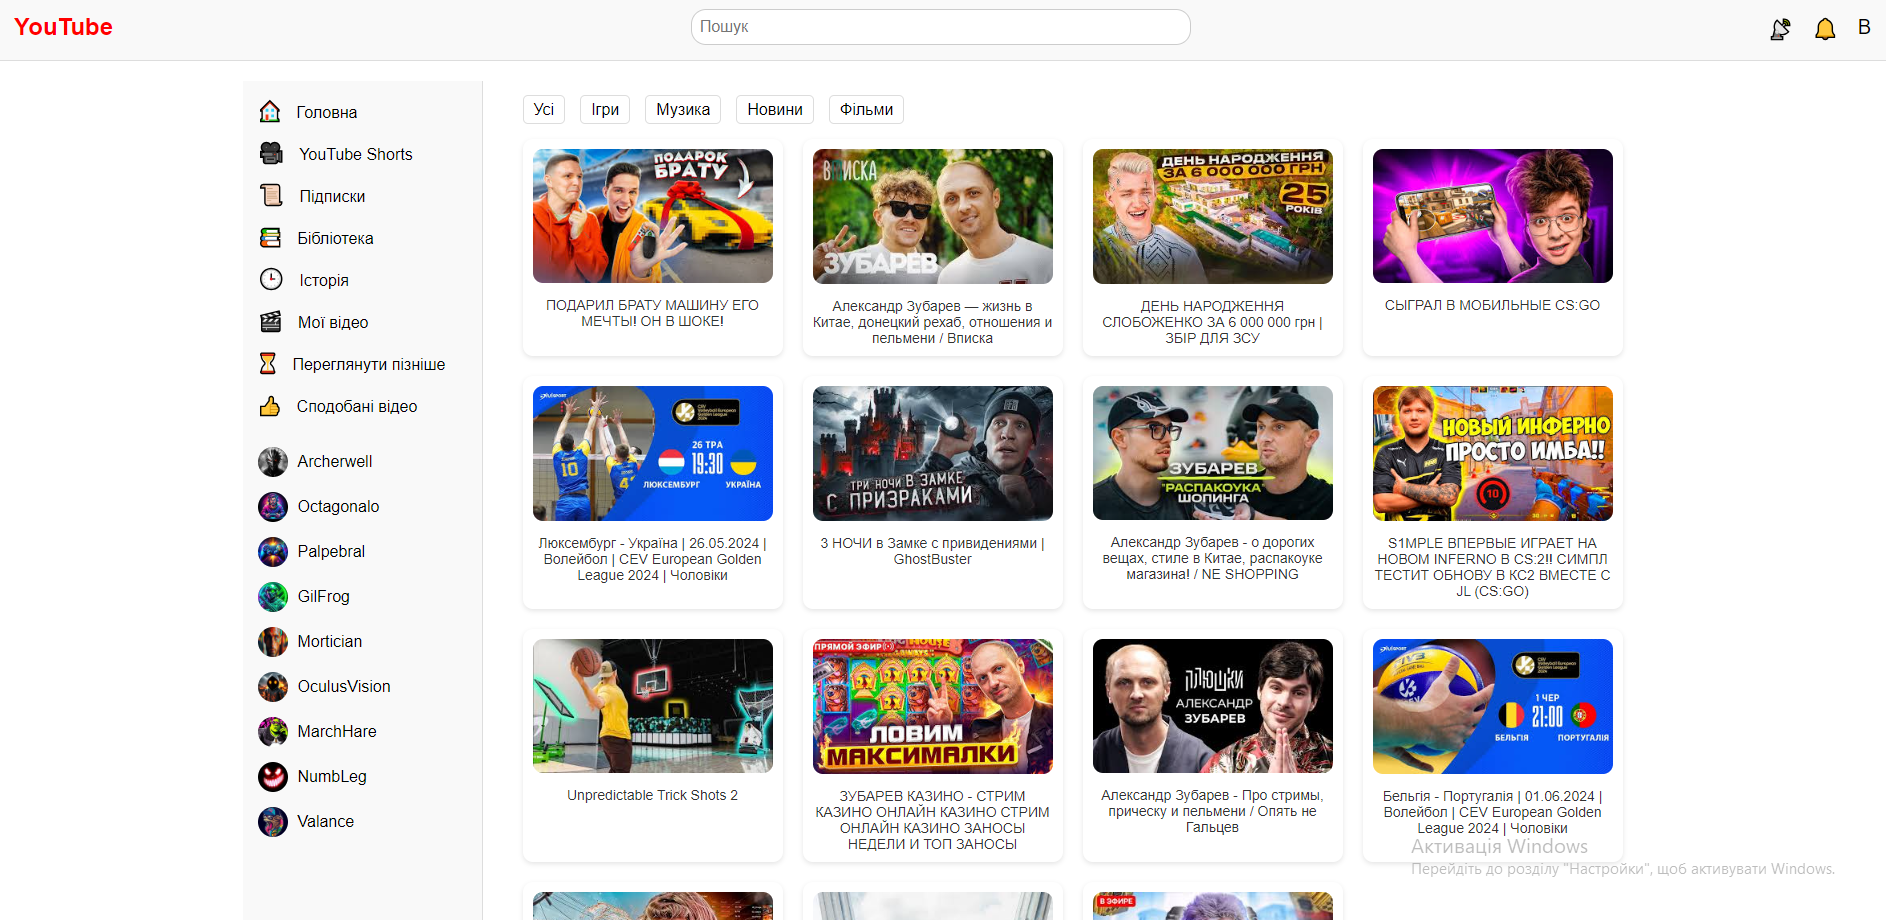 YouTube
Пошук
В
Головна
YouTube Shorts
Підписки
Бібліотека
Історія
Мої відео
Переглянути пізніше
Сподобані відео
Archerwell
Octagonalo
Palpebral
GilFrog
Mortician
OculusVision
MarchHare
NumbLeg
Valance
Усі
Ігри
Музика
Новини
Фільми
ПОДАРОК
БРАТУ
ПОДАРИЛ БРАТУ МАШИНУ ЕГО
МЕЧТЫ! ОН В ШОКЕ!
ВПИСКА
ЗУБАРЕВ
Александр Зубарев — жизнь в
Китае, донецкий рехаб, отношения и
пельмени / Вписка
ДЕНЬ НАРОДЖЕННЯ
ЗА 6 000 000 ГРН
25
РОКІВ
ДЕНЬ НАРОДЖЕННЯ
СЛОБОЖЕНКО ЗА 6 000 000 грн |
ЗБІР ДЛЯ ЗСУ
СЫГРАЛ В МОБИЛЬНЫЕ CS:GO
10
26 ТРА
19:30
ЛЮКСЕМБУРГ
УКРАЇНА
Люксембург - Україна | 26.05.2024 |
Волейбол | CEV European Golden
League 2024 | Чоловіки
ТРИ НОЧИ В ЗАМКЕ
С ПРИЗРАКАМИ
3 НОЧИ в Замке с привидениями |
GhostBuster
ЗУБАРЕВ
"РАСПАКОУКА"
ШОПИНГА
Александр Зубарев - о дорогих
вещах, стиле в Китае, распакоуке
магазина! / NE SHOPPING
НОВЫЙ ИНФЕРНО
ПРОСТО ИМБА!!
10
S1MPLE ВПЕРВЫЕ ИГРАЕТ НА
НОВОМ INFERNO В CS:2!! СИМПЛ
ТЕСТИТ ОБНОВУ В КС2 ВМЕСТЕ С
JL (CS:GO)
Unpredictable Trick Shots 2
ПРЯМОЙ ЭФИР
ЛОВИМ
МАКСИМАЛКИ
ЗУБАРЕВ КАЗИНО - СТРИМ
КАЗИНО ОНЛАЙН КАЗИНО СТРИМ
ОНЛАЙН КАЗИНО ЗАНОСЫ
НЕДЕЛИ И ТОП ЗАНОСЫ
ПЛЮШКИ
АЛЕКСАНДР
ЗУБАРЕВ
Александр Зубарев - Про стримы,
прическу и пельмени / Опять не
Гальцев
1 ЧЕР
21:00
БЕЛЬГІЯ
ПОРТУГАЛІЯ
Бельгія - Португалія | 01.06.2024 |
Волейбол | CEV European Golden
League 2024 | Чоловіки
В ЭФИРЕ
Активація Windows
Перейдіть до розділу "Настройки", щоб активувати Windows.